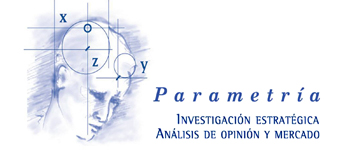 x
z
y
Parametría
INVESTIGACIÓN ESTRATÉGICA
ANÁLISIS DE OPINIÓN Y MERCADO